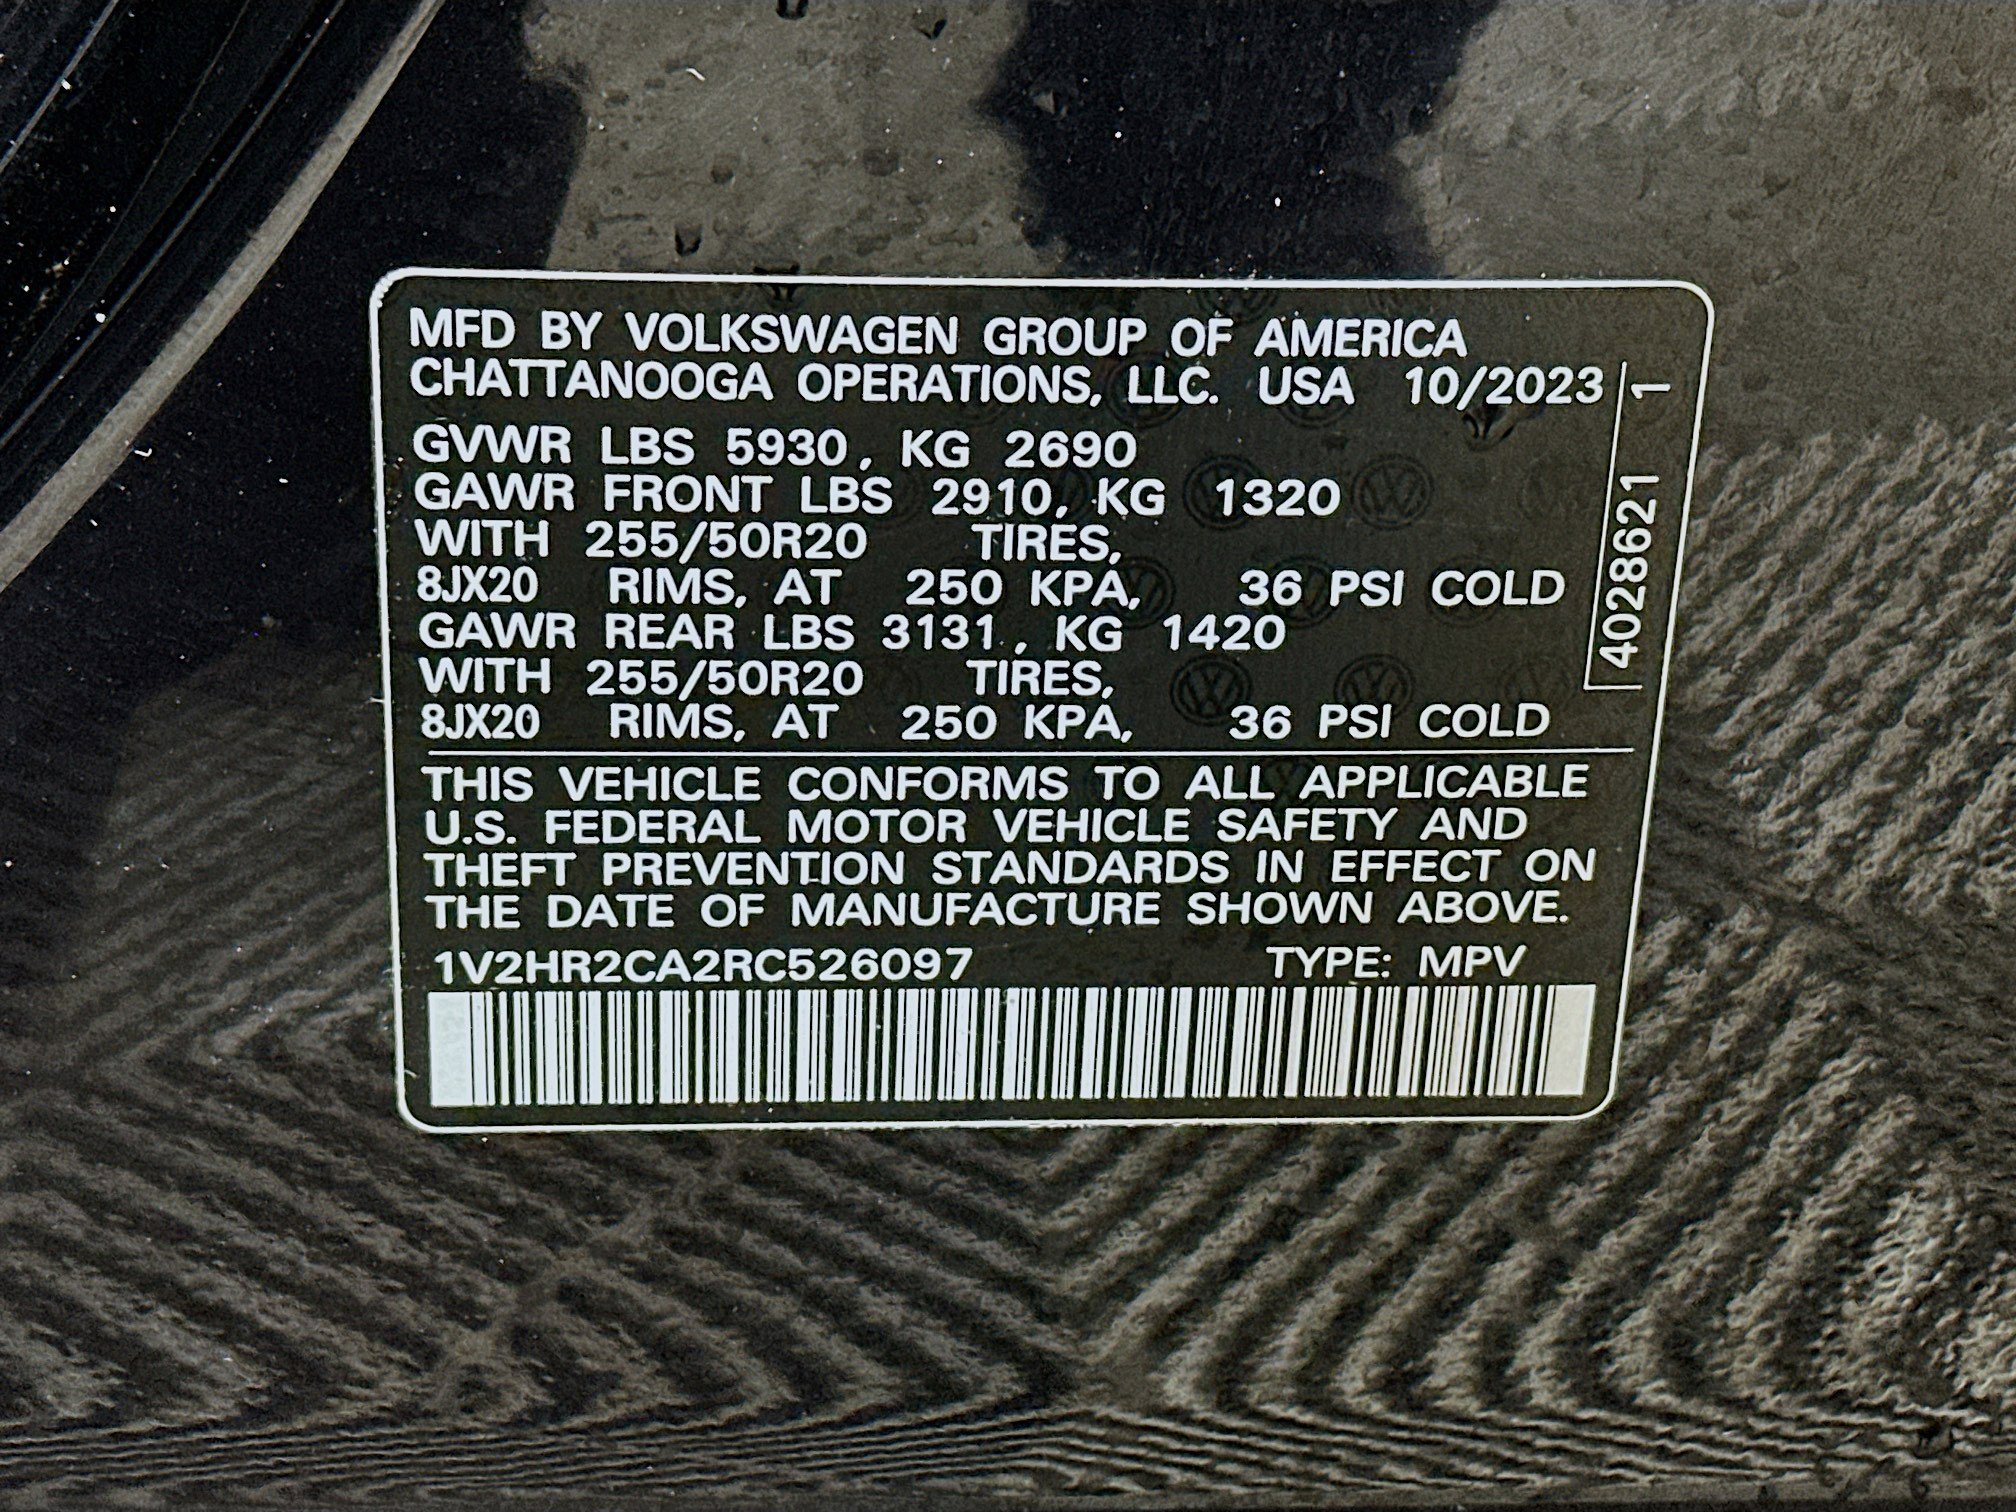 MFD BY VOLKSWAGEN GROUP OF AMERICA
CHATTANOOGA OPERATIONS, LLC. USA 10/2023
GVWR LBS 5930, KG 2690
GAWR FRONT LBS 2910, KG 1320
WITH 255/50R20 TIRES,
8JX20 RIMS, AT 250 KPA, 36 PSI COLD
GAWR REAR LBS 3131, KG 1420
WITH 255/50R20 TIRES,
8JX20 RIMS, AT 250 KPA, 36 PSI COLD
4028621 1
THIS VEHICLE CONFORMS TO ALL APPLICABLE
U.S. FEDERAL MOTOR VEHICLE SAFETY AND
THEFT PREVENTION STANDARDS IN EFFECT ON
THE DATE OF MANUFACTURE SHOWN ABOVE.
1V2HR2CA2RC526097 TYPE: MPV